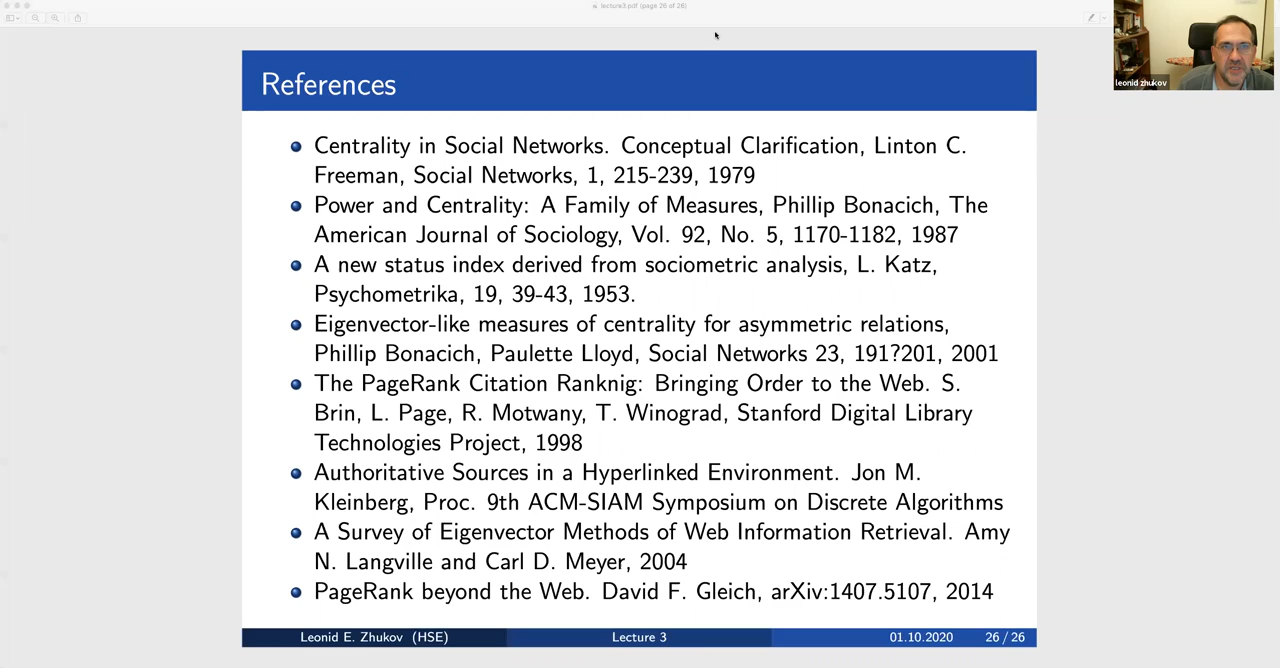 lecture3.pdf (page 26 of 26)
leonid zhukov
References
Centrality in Social Networks. Conceptual Clarification, Linton C.
Freeman, Social Networks, 1, 215-239, 1979
Power and Centrality: A Family of Measures, Phillip Bonacich, The
American Journal of Sociology, Vol. 92, No. 5, 1170-1182, 1987
A new status index derived from sociometric analysis, L. Katz,
Psychometrika, 19, 39-43, 1953.
Eigenvector-like measures of centrality for asymmetric relations,
Phillip Bonacich, Paulette Lloyd, Social Networks 23, 191?201, 2001
The PageRank Citation Ranknig: Bringing Order to the Web. S.
Brin, L. Page, R. Motwany, T. Winograd, Stanford Digital Library
Technologies Project, 1998
Authoritative Sources in a Hyperlinked Environment. Jon M.
Kleinberg, Proc. 9th ACM-SIAM Symposium on Discrete Algorithms
A Survey of Eigenvector Methods of Web Information Retrieval. Amy
N. Langville and Carl D. Meyer, 2004
PageRank beyond the Web. David F. Gleich, arXiv:1407.5107, 2014
Leonid E. Zhukov (HSE) Lecture 3 01.10.2020 26 / 26